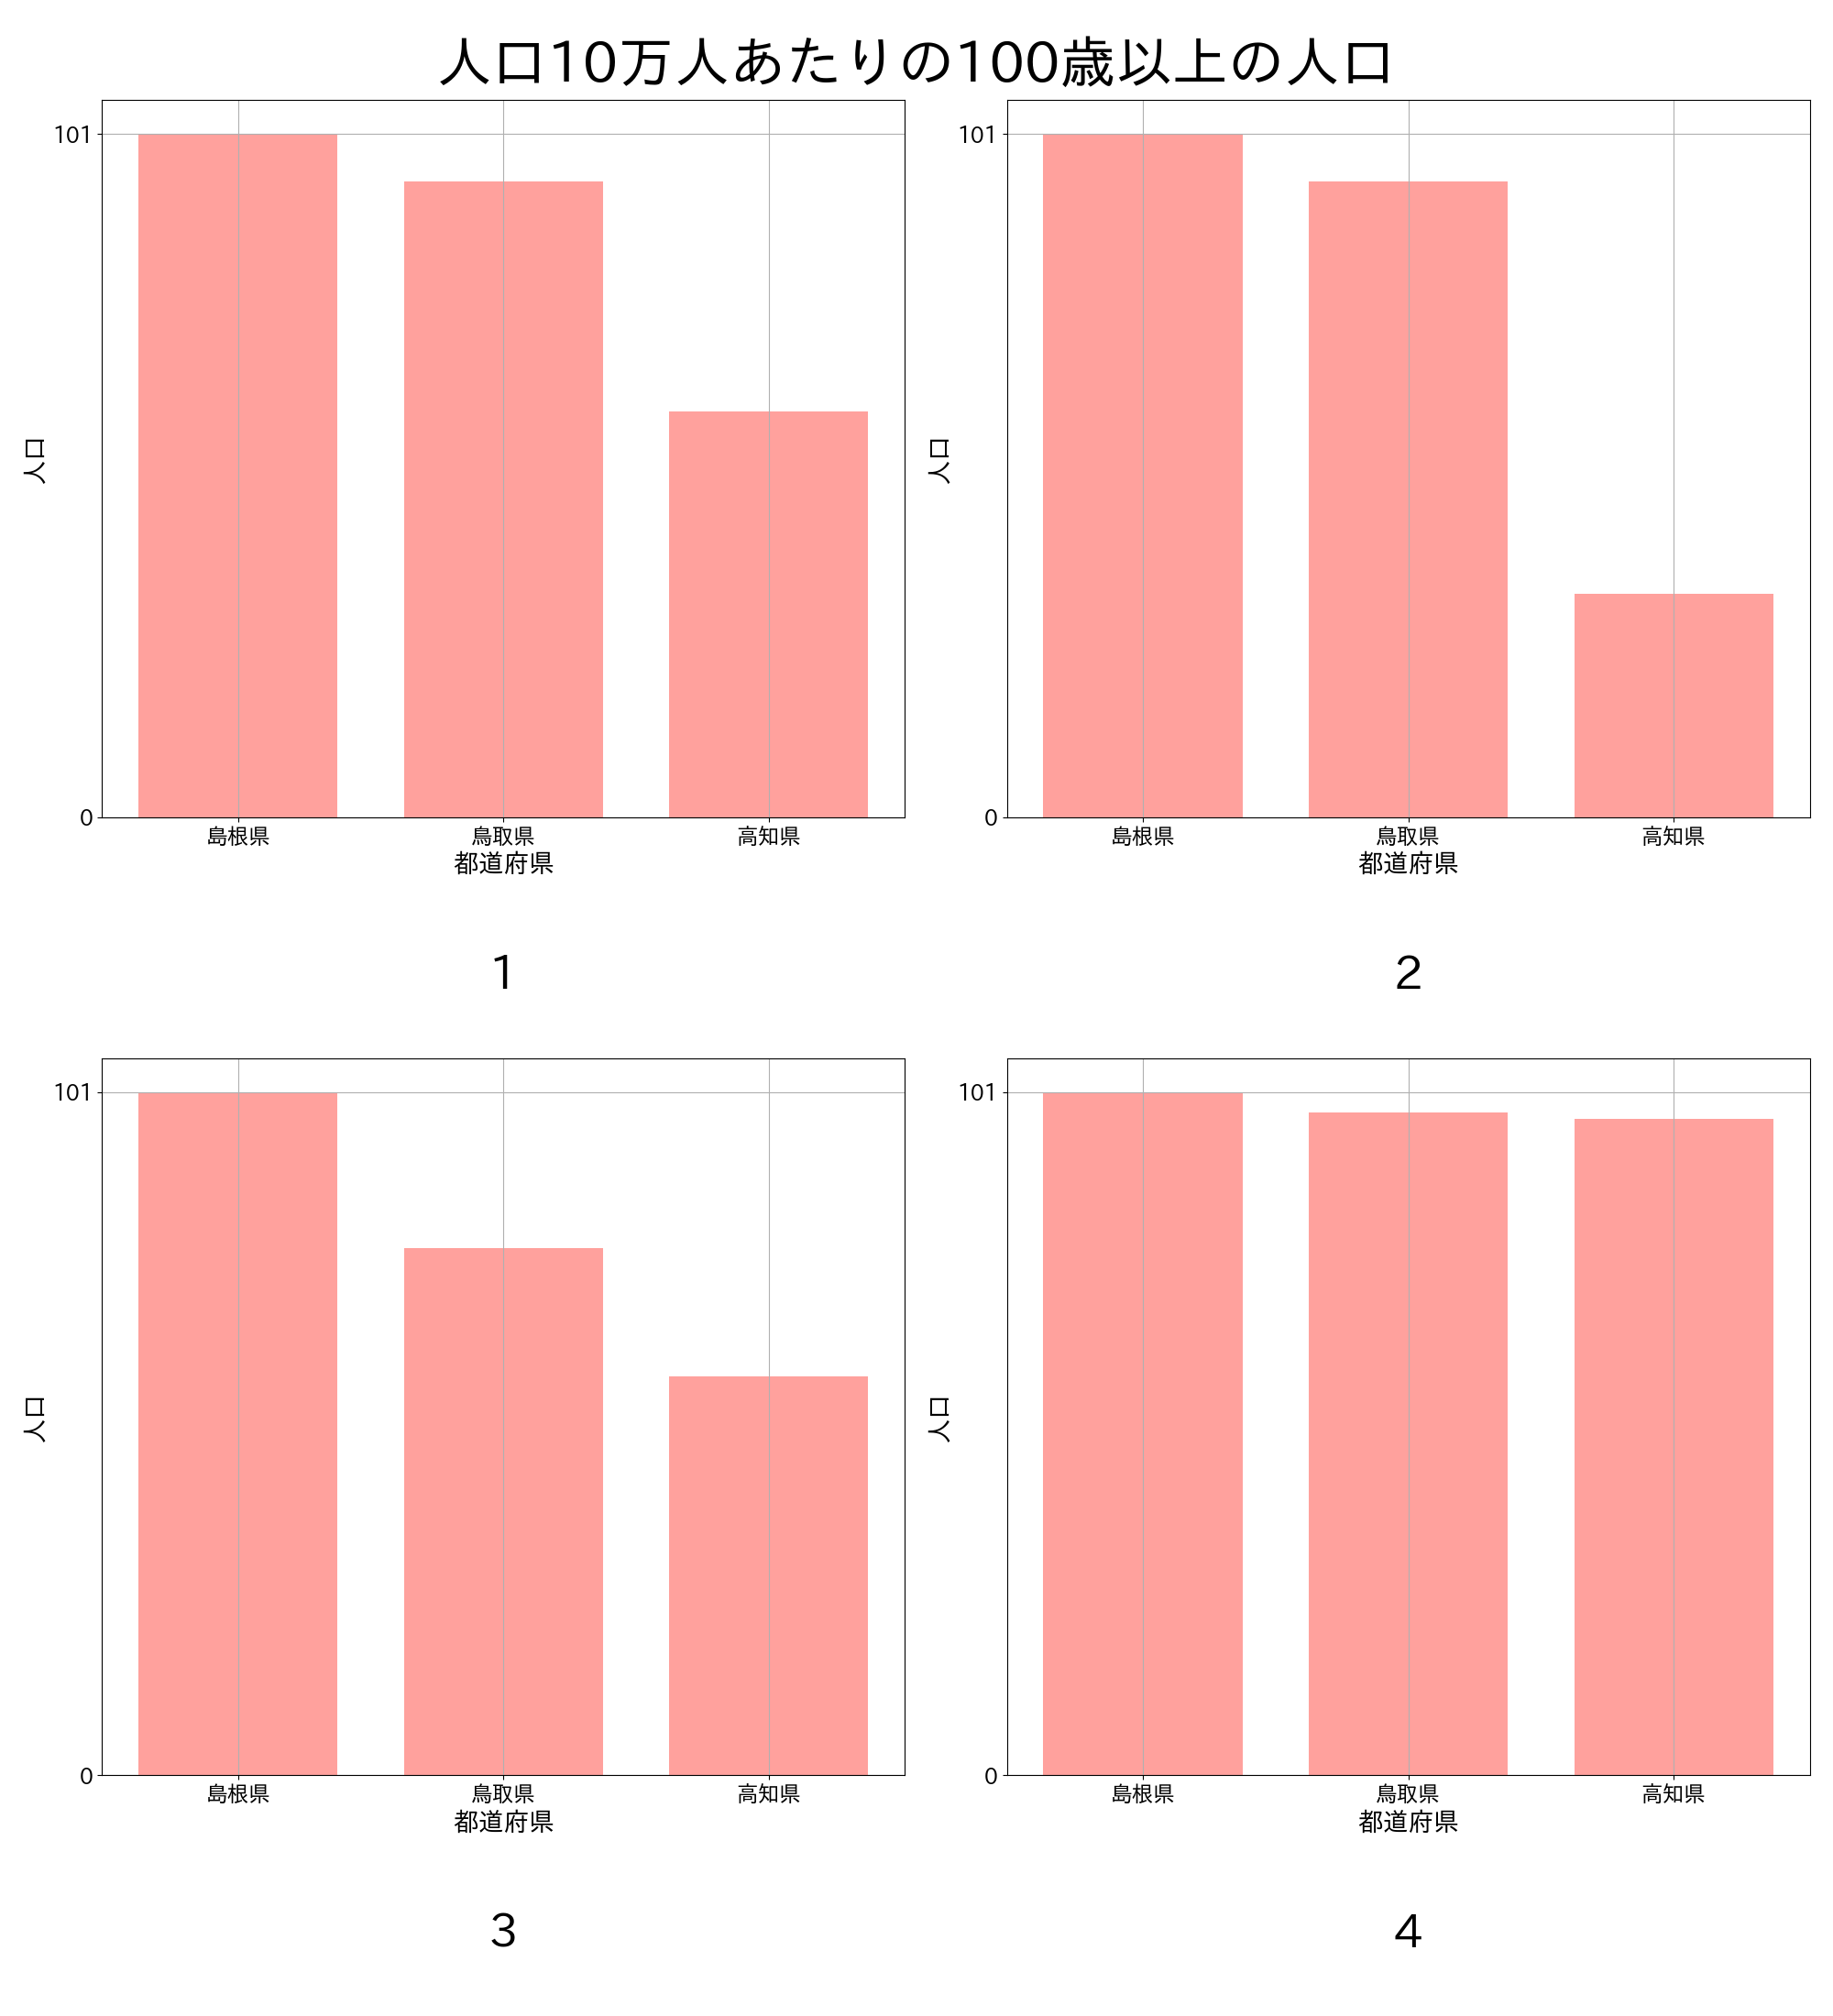 人口10万人あたりの100歳以上の人口
101
0
人口
島根県 鳥取県 高知県
都道府県
1
101
0
人口
島根県 鳥取県 高知県
都道府県
2
101
0
人口
島根県 鳥取県 高知県
都道府県
3
101
0
人口
島根県 鳥取県 高知県
都道府県
4